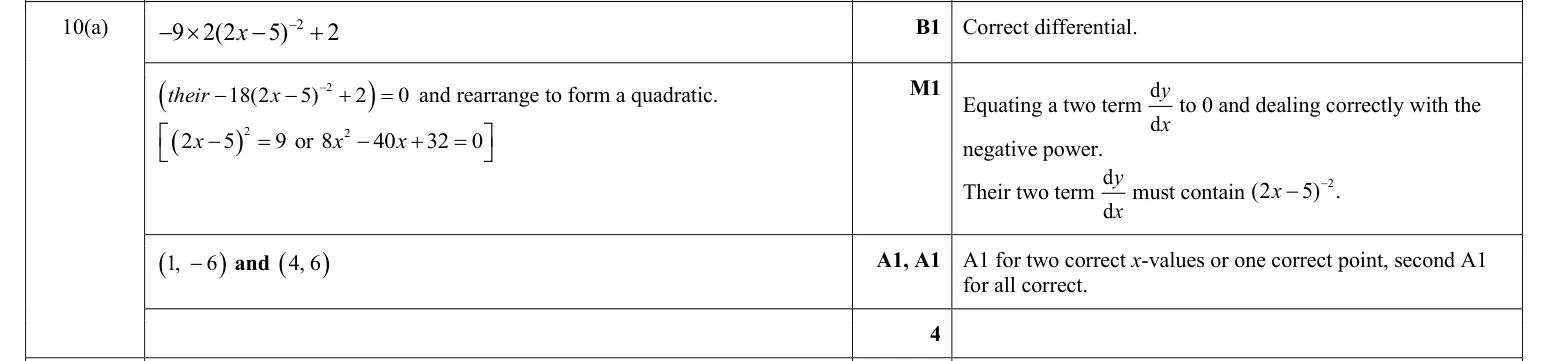 10(a)
−9×2(2x−5)⁻² + 2
B1
Correct differential.
(their −18(2x−5)⁻² + 2) = 0 and rearrange to form a quadratic.
[(2x−5)² = 9 or 8x² − 40x + 32 = 0]
M1
Equating a two term dy/dx to 0 and dealing correctly with the
negative power.
Their two term dy/dx must contain (2x−5)⁻².
(1, −6) and (4, 6)
A1, A1
A1 for two correct x-values or one correct point, second A1
for all correct.
4